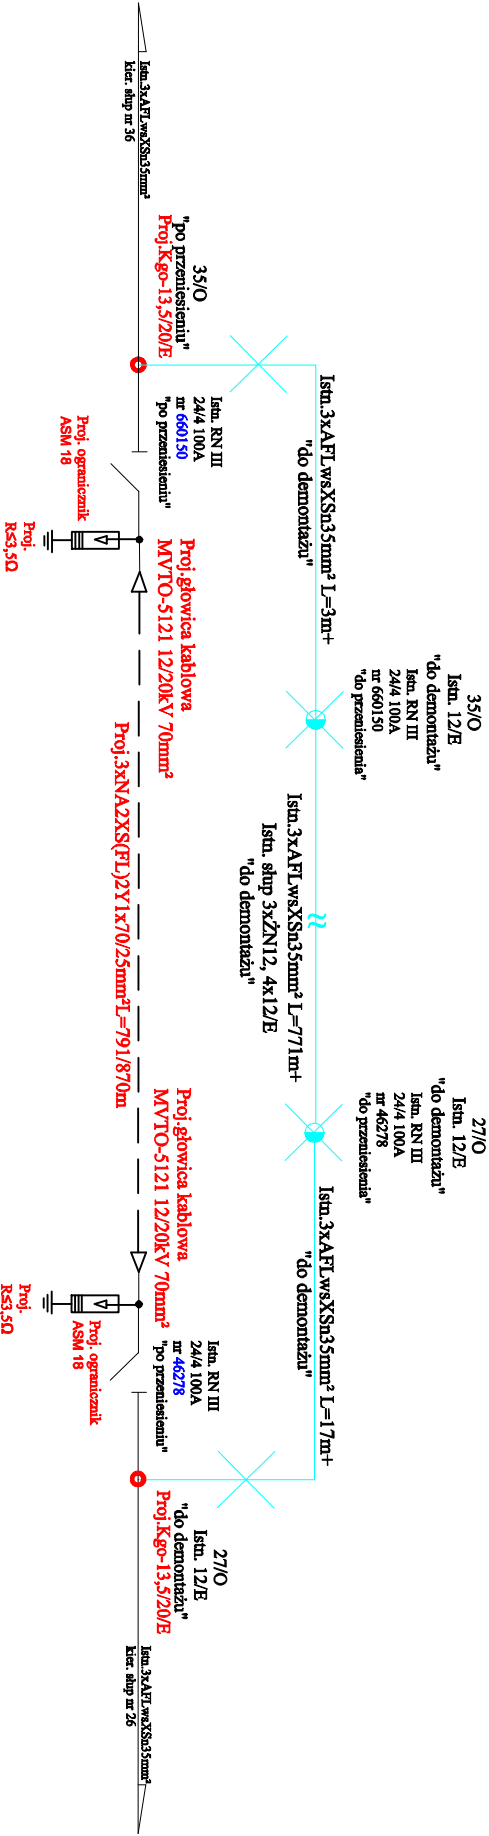 Istn.3xAFLwsXSn35mm²
kier. słup nr 36
35/O
"po przeniesieniu"
Proj.Kgo-13,5/20/E
Istn. RN III
24/4 100A
nr 660150
"po przeniesieniu"
Proj. ogranicznik
ASM 18
Proj.
R≤3,5Ω
Proj.głowica kablowa
MVTO-5121 12/20kV 70mm²
Istn.3xAFLwsXSn35mm² L=3m+
"do demontażu"
35/O
Istn. 12/E
"do demontażu"
Istn. RN III
24/4 100A
nr 660150
"do przeniesienia"
Istn.3xAFLwsXSn35mm² L=771m+
Istn. słup 3xŻN12, 4x12/E
"do demontażu"
Proj.3xNA2XS(FL)2Y1x70/25mm²L=791/870m
27/O
Istn. 12/E
"do demontażu"
Istn. RN III
24/4 100A
nr 46278
"do przeniesienia"
Istn.3xAFLwsXSn35mm² L=17m+
"do demontażu"
Proj.głowica kablowa
MVTO-5121 12/20kV 70mm²
Proj.
R≤3,5Ω
Proj. ogranicznik
ASM 18
Istn. RN III
24/4 100A
nr 46278
"po przeniesieniu"
27/O
Istn. 12/E
"do demontażu"
Proj.Kgo-13,5/20/E
Istn.3xAFLwsXSn35mm²
kier. słup nr 26